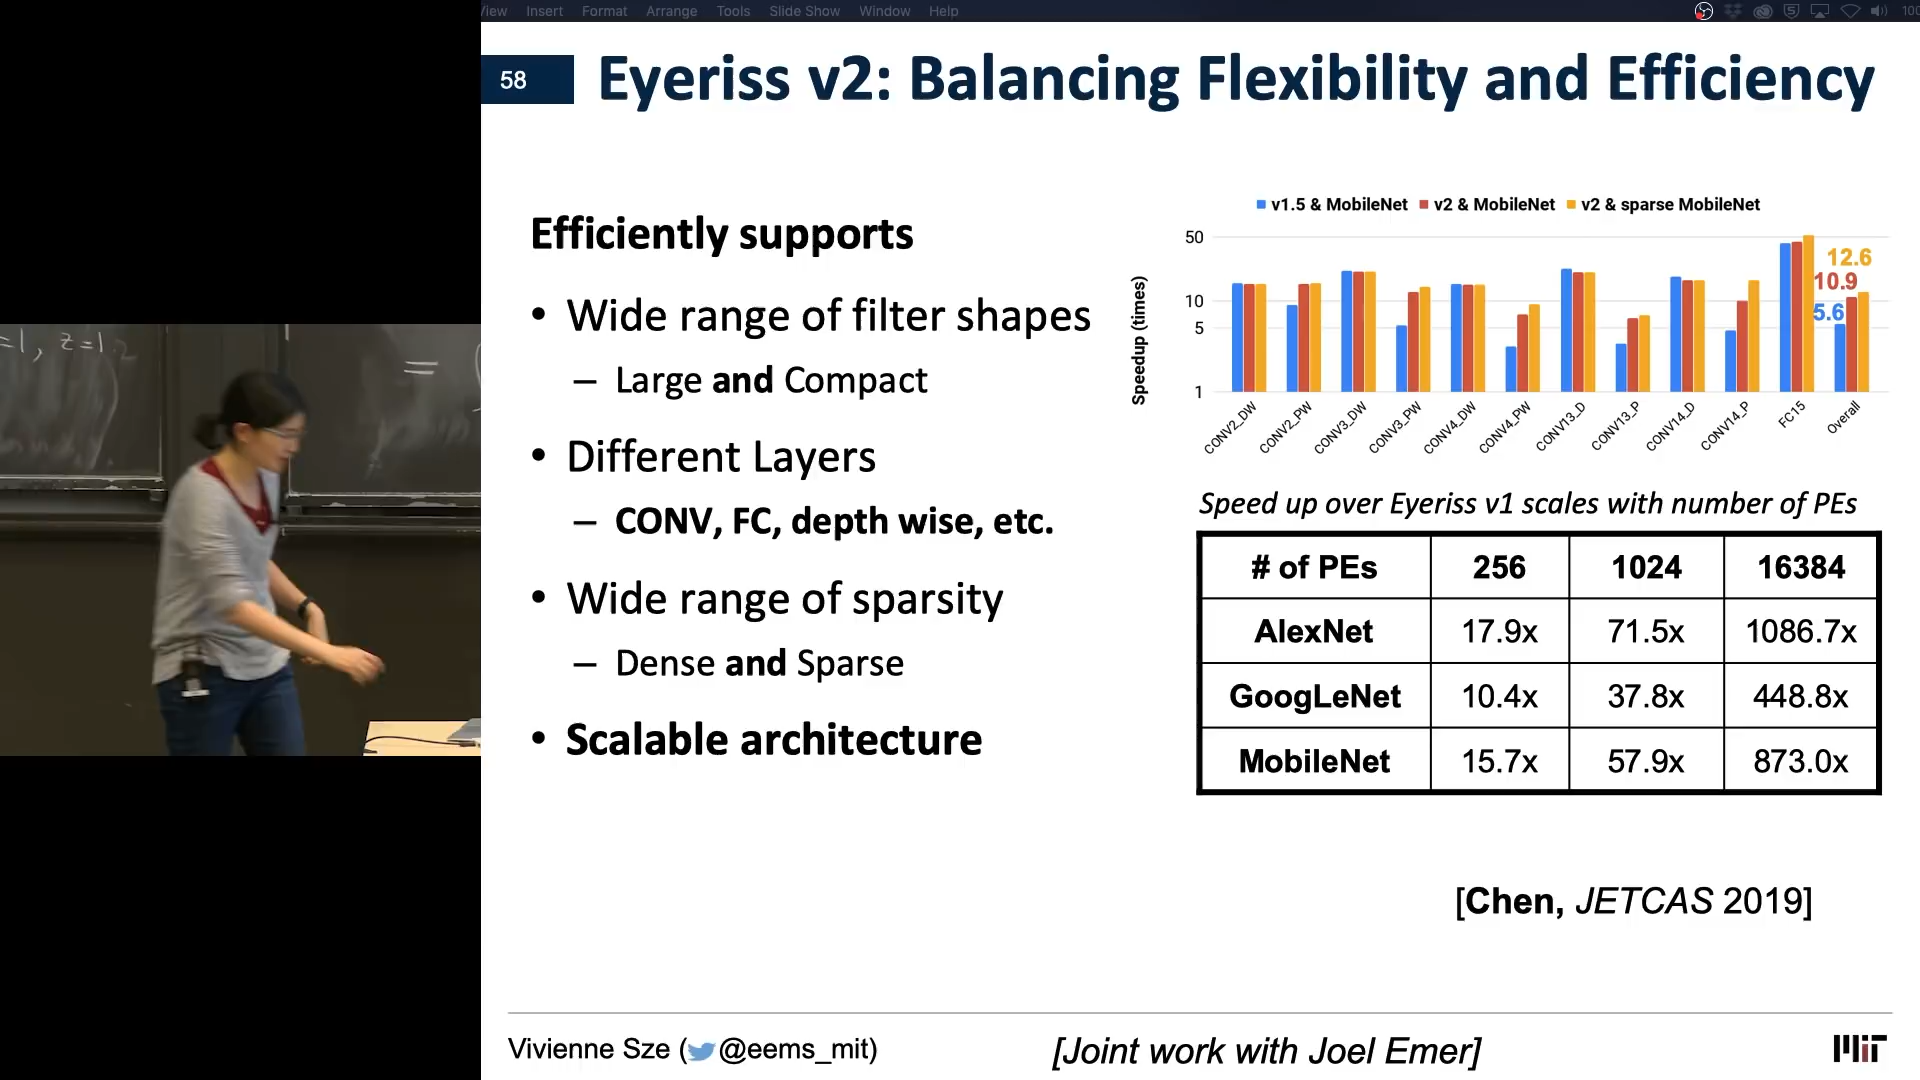 View Insert Format Arrange Tools Slide Show Window Help
58
Eyeriss v2: Balancing Flexibility and Efficiency
Efficiently supports
• Wide range of filter shapes
– Large and Compact
• Different Layers
– CONV, FC, depth wise, etc.
• Wide range of sparsity
– Dense and Sparse
• Scalable architecture
v1.5 & MobileNet v2 & MobileNet v2 & sparse MobileNet
Speedup (times)
50
10
5
1
12.6
10.9
5.6
CONV2_DW CONV2_PW CONV3_DW CONV3_PW CONV4_DW CONV4_PW CONV13_D CONV13_P CONV14_D CONV14_P FC15 Overall
Speed up over Eyeriss v1 scales with number of PEs
# of PEs 256 1024 16384
AlexNet 17.9x 71.5x 1086.7x
GoogLeNet 10.4x 37.8x 448.8x
MobileNet 15.7x 57.9x 873.0x
[Chen, JETCAS 2019]
Vivienne Sze (@eems_mit)
[Joint work with Joel Emer]
MIT
=1, z=1.2
=